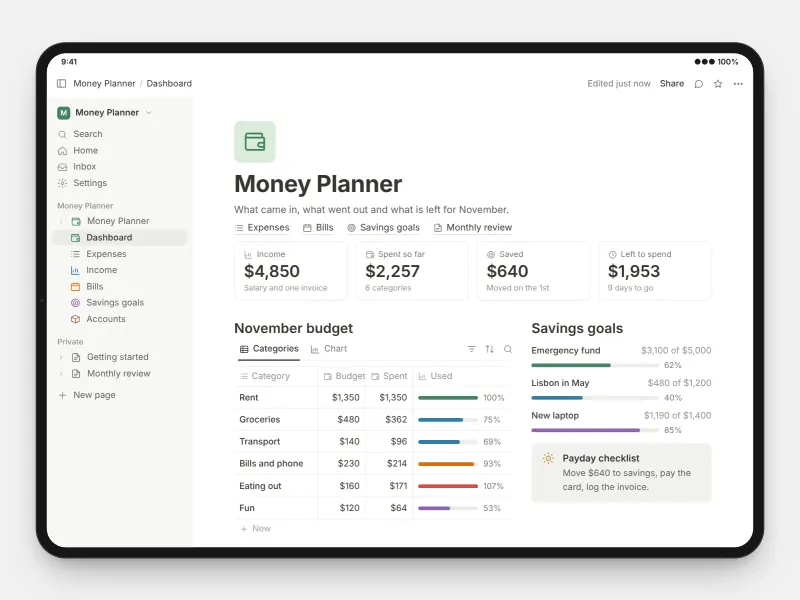 9:41
100%
Money Planner / Dashboard
Edited just now Share
M Money Planner
Search
Home
Inbox
Settings
Money Planner
Money Planner
Dashboard
Expenses
Income
Bills
Savings goals
Accounts
Private
Getting started
Monthly review
New page
Money Planner
What came in, what went out and what is left for November.
Expenses Bills Savings goals Monthly review
Income
$4,850
Salary and one invoice
Spent so far
$2,257
6 categories
Saved
$640
Moved on the 1st
Left to spend
$1,953
9 days to go
November budget
Categories Chart
Category Budget Spent Used
Rent $1,350 $1,350 100%
Groceries $480 $362 75%
Transport $140 $96 69%
Bills and phone $230 $214 93%
Eating out $160 $171 107%
Fun $120 $64 53%
New
Savings goals
Emergency fund $3,100 of $5,000
62%
Lisbon in May $480 of $1,200
40%
New laptop $1,190 of $1,400
85%
Payday checklist
Move $640 to savings, pay the
card, log the invoice.